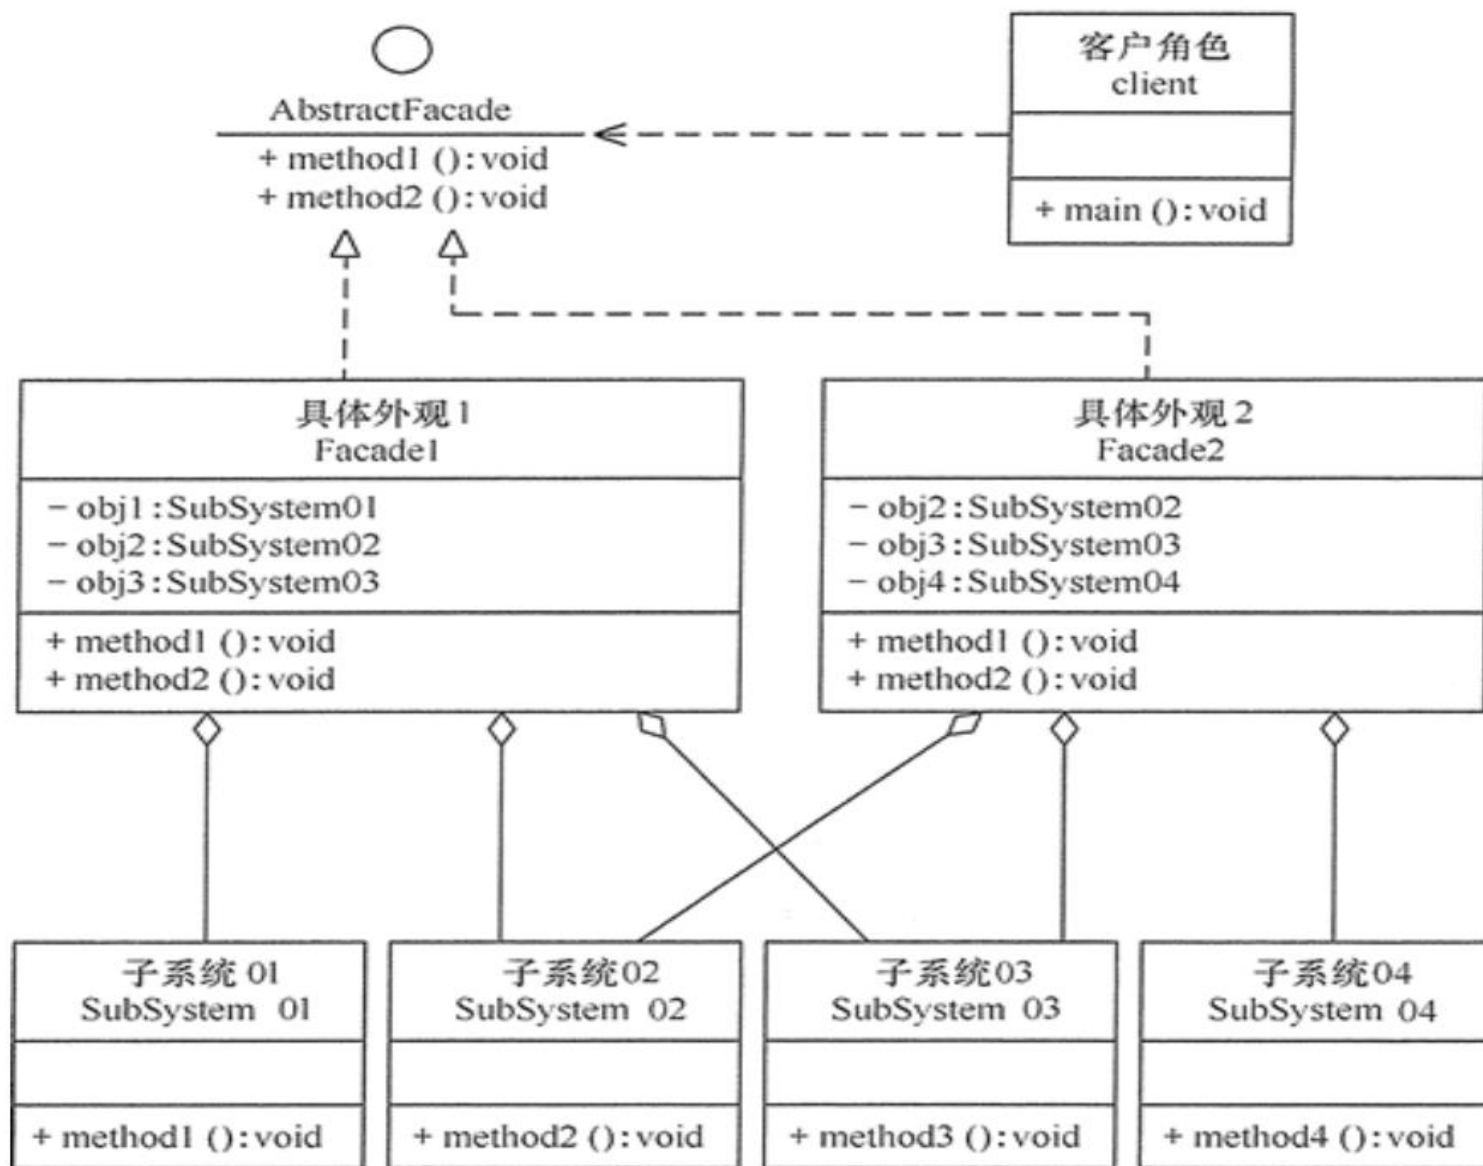 AbstractFacade
+ method1 ():void
+ method2 ():void
客户角色
client
+ main ():void
具体外观1
Facade1
- obj1:SubSystem01
- obj2:SubSystem02
- obj3:SubSystem03
+ method1 ():void
+ method2 ():void
具体外观2
Facade2
- obj2:SubSystem02
- obj3:SubSystem03
- obj4:SubSystem04
+ method1 ():void
+ method2 ():void
子系统01
SubSystem 01
+ method1 ():void
子系统02
SubSystem 02
+ method2 ():void
子系统03
SubSystem 03
+ method3 ():void
子系统04
SubSystem 04
+ method4 ():void